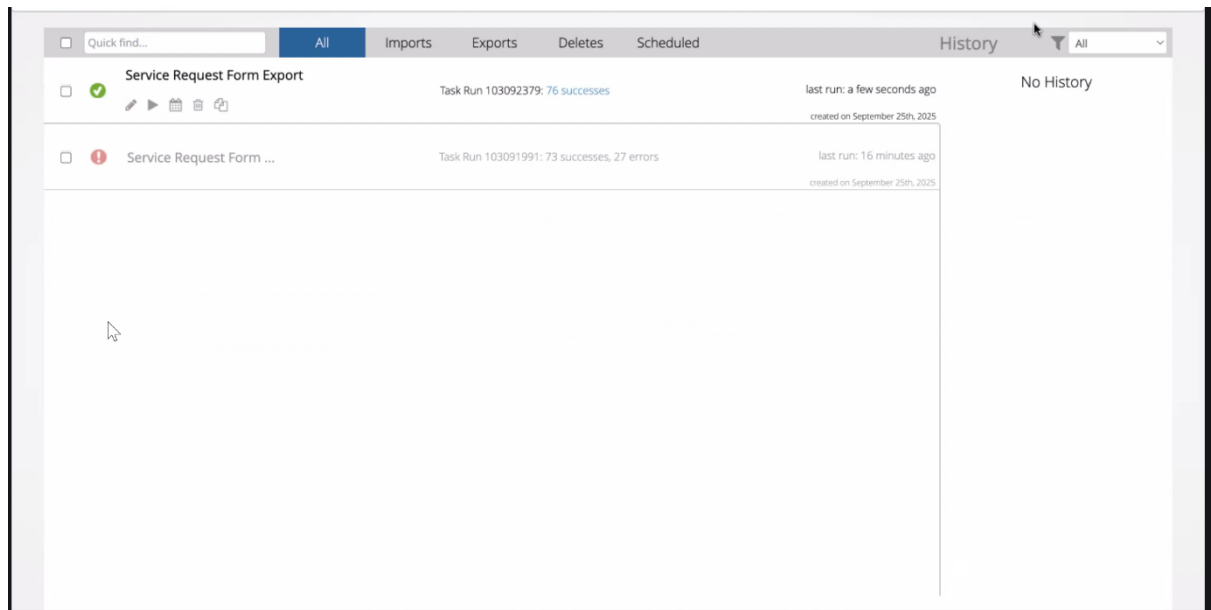 Quick find...
All
Imports
Exports
Deletes
Scheduled
History
All
Service Request Form Export
Task Run 103092379: 76 successes
last run: a few seconds ago
created on September 25th, 2025
No History
Service Request Form ...
Task Run 103091991: 73 successes, 27 errors
last run: 16 minutes ago
created on September 25th, 2025